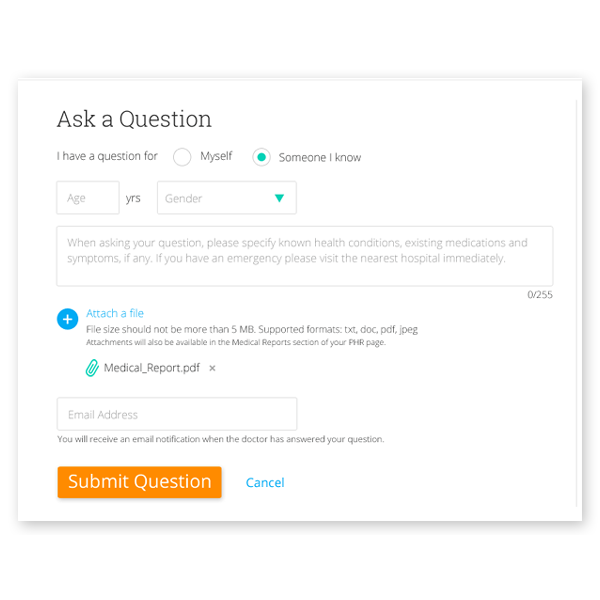 Ask a Question
I have a question for Myself Someone I know
Age yrs Gender
When asking your question, please specify known health conditions, existing medications and
symptoms, if any. If you have an emergency please visit the nearest hospital immediately.
0/255
Attach a file
File size should not be more than 5 MB. Supported formats: txt, doc, pdf, jpeg
Attachments will also be available in the Medical Reports section of your PHR page.
Medical_Report.pdf ×
Email Address
You will receive an email notification when the doctor has answered your question.
Submit Question Cancel